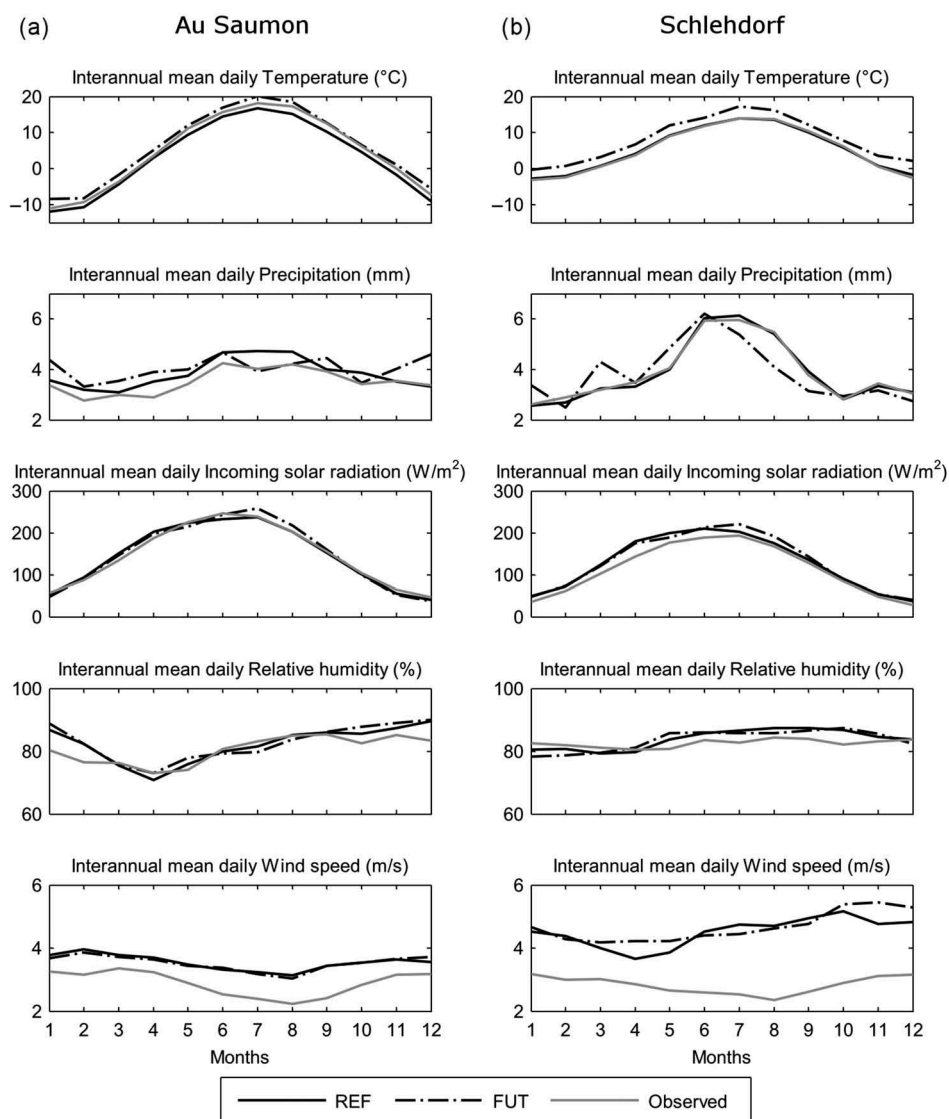 (a) Au Saumon
(b) Schlehdorf
Interannual mean daily Temperature (°C)
20
10
0
−10
Interannual mean daily Temperature (°C)
20
10
0
−10
Interannual mean daily Precipitation (mm)
6
4
2
Interannual mean daily Precipitation (mm)
6
4
2
Interannual mean daily Incoming solar radiation (W/m²)
300
200
100
0
Interannual mean daily Incoming solar radiation (W/m²)
300
200
100
0
Interannual mean daily Relative humidity (%)
100
80
60
Interannual mean daily Relative humidity (%)
100
80
60
Interannual mean daily Wind speed (m/s)
6
4
2
1 2 3 4 5 6 7 8 9 10 11 12
Months
Interannual mean daily Wind speed (m/s)
6
4
2
1 2 3 4 5 6 7 8 9 10 11 12
Months
REF FUT Observed